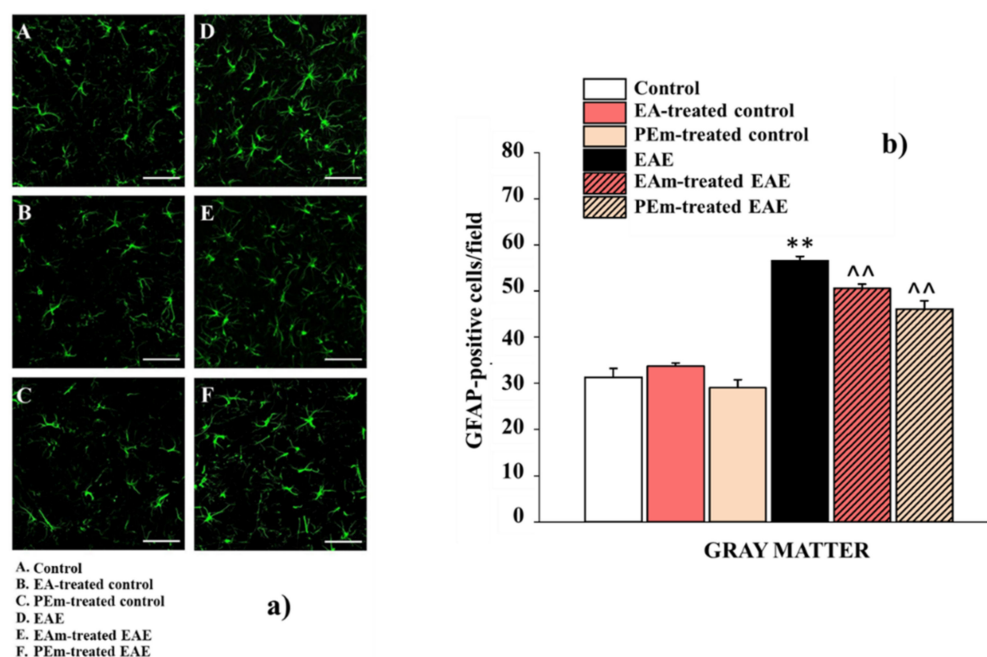 A
D
B
E
C
F
A. Control
B. EA-treated control
C. PEm-treated control
D. EAE
E. EAm-treated EAE
F. PEm-treated EAE
a)
Control
EA-treated control
PEm-treated control
EAE
EAm-treated EAE
PEm-treated EAE
b)
GFAP-positive cells/field
80
70
60
50
40
30
20
10
0
**
^^
^^
GRAY MATTER